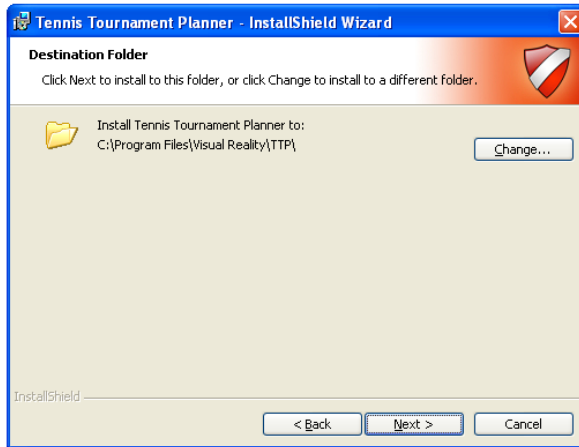 Tennis Tournament Planner - InstallShield Wizard
Destination Folder
Click Next to install to this folder, or click Change to install to a different folder.
Install Tennis Tournament Planner to:
C:\Program Files\Visual Reality\TTP\
Change...
InstallShield
< Back
Next >
Cancel